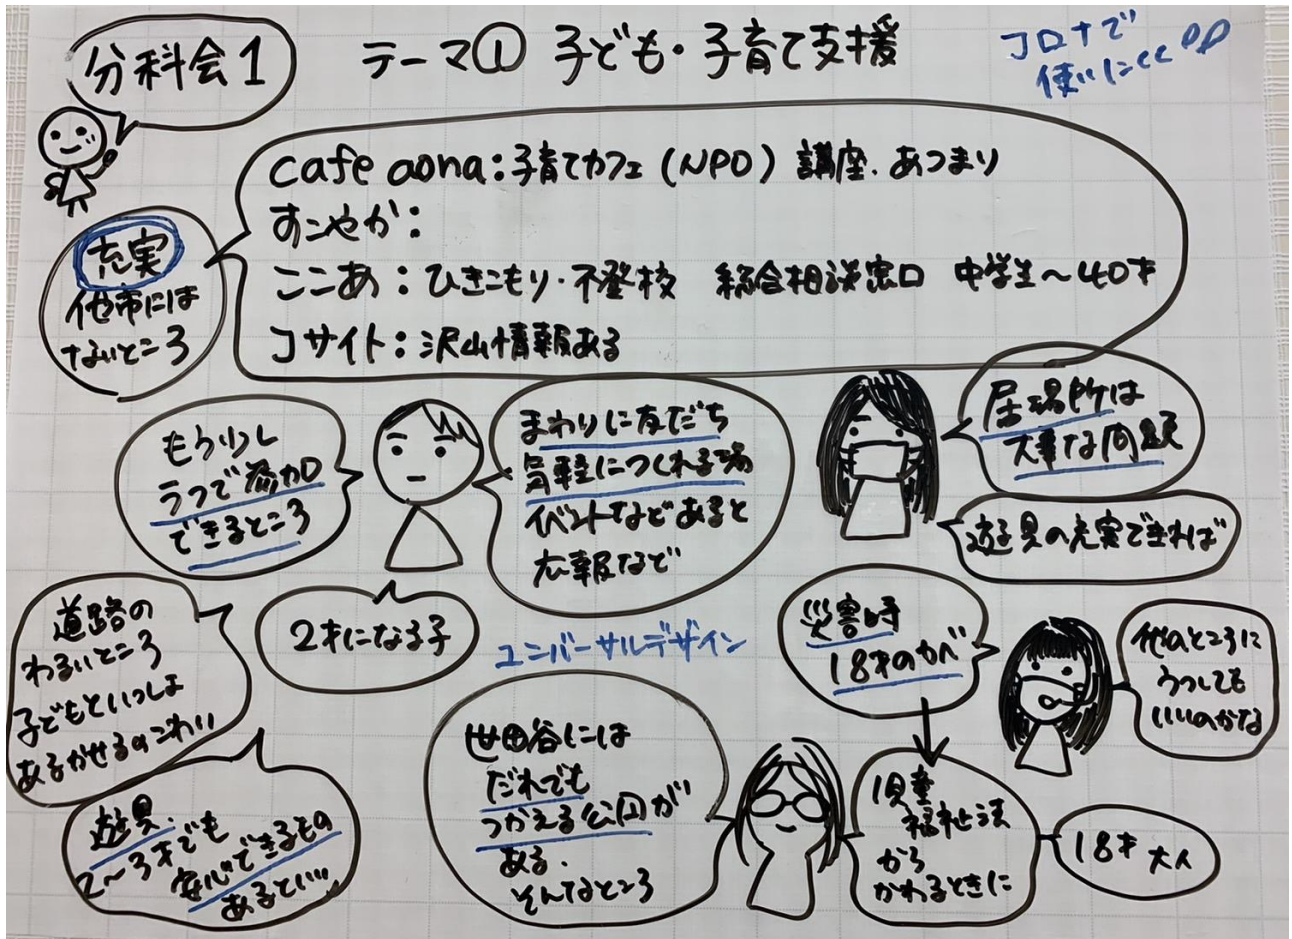 分科会1
テーマ① 子ども・子育て支援
コロナで
使いにくく
cafe aona:子育てカフェ(NPO) 講座.あつまり
すこやか:
ここあ:ひきこもり・不登校 総合相談窓口 中学生〜40才
コサイト:沢山情報ある
充実
他市には
ないところ
もう少し
ラフで参加
できるところ
まわりに友だち
気軽につくれる場
イベントなどあると
広報など
居場所は
大事な問題
遊具の充実できれば
2才になる子
道路の
わるいところ
子どもといっしょ
あるかせるのこわい
遊具.
2〜3才でも
安心できるもの
あるといい
ユニバーサルデザイン
世田谷には
だれでも
つかえる公園が
ある.
そんなところ
災害時
18才のカベ
他のところに
うつしても
いいのかな
児童
福祉法
から
かわるときに
18才 大人